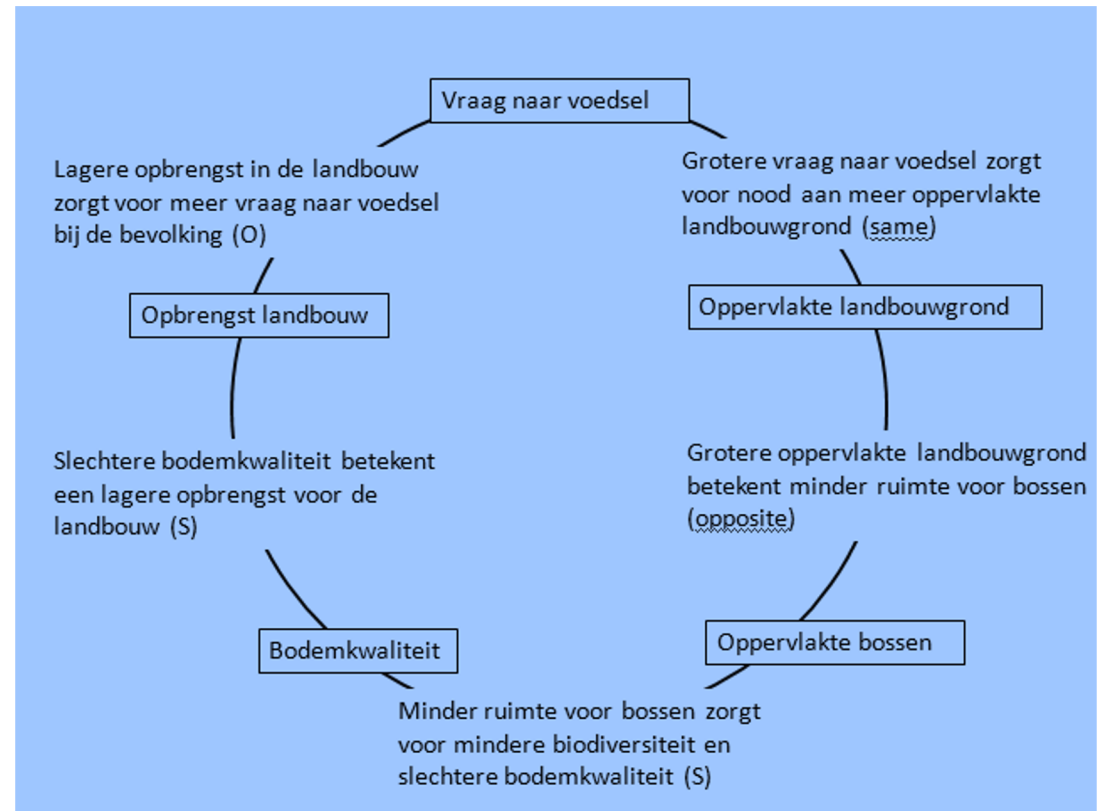 Vraag naar voedsel
Grotere vraag naar voedsel zorgt
voor nood aan meer oppervlakte
landbouwgrond (same)
Oppervlakte landbouwgrond
Grotere oppervlakte landbouwgrond
betekent minder ruimte voor bossen
(opposite)
Oppervlakte bossen
Minder ruimte voor bossen zorgt
voor mindere biodiversiteit en
slechtere bodemkwaliteit (S)
Bodemkwaliteit
Slechtere bodemkwaliteit betekent
een lagere opbrengst voor de
landbouw (S)
Opbrengst landbouw
Lagere opbrengst in de landbouw
zorgt voor meer vraag naar voedsel
bij de bevolking (O)